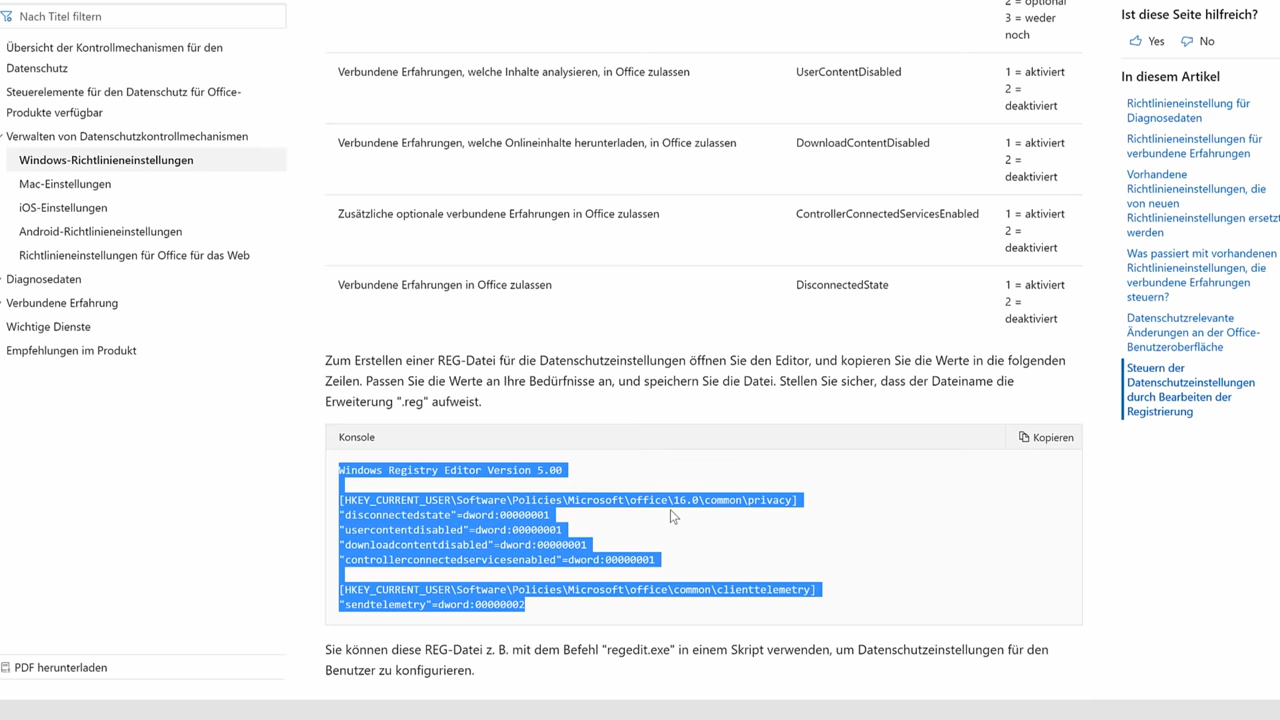 Nach Titel filtern
Übersicht der Kontrollmechanismen für den
Datenschutz
Steuerelemente für den Datenschutz für Office-
Produkte verfügbar
Verwalten von Datenschutzkontrollmechanismen
Windows-Richtlinieneinstellungen
Mac-Einstellungen
iOS-Einstellungen
Android-Richtlinieneinstellungen
Richtlinieneinstellungen für Office für das Web
Diagnosedaten
Verbundene Erfahrung
Wichtige Dienste
Empfehlungen im Produkt
PDF herunterladen
2 = optional
3 = weder
noch
Verbundene Erfahrungen, welche Inhalte analysieren, in Office zulassen
UserContentDisabled
1 = aktiviert
2 =
deaktiviert
Verbundene Erfahrungen, welche Onlineinhalte herunterladen, in Office zulassen
DownloadContentDisabled
1 = aktiviert
2 =
deaktiviert
Zusätzliche optionale verbundene Erfahrungen in Office zulassen
ControllerConnectedServicesEnabled
1 = aktiviert
2 =
deaktiviert
Verbundene Erfahrungen in Office zulassen
DisconnectedState
1 = aktiviert
2 =
deaktiviert
Zum Erstellen einer REG-Datei für die Datenschutzeinstellungen öffnen Sie den Editor, und kopieren Sie die Werte in die folgenden
Zeilen. Passen Sie die Werte an Ihre Bedürfnisse an, und speichern Sie die Datei. Stellen Sie sicher, dass der Dateiname die
Erweiterung ".reg" aufweist.
Konsole
Kopieren
Windows Registry Editor Version 5.00
[HKEY_CURRENT_USER\Software\Policies\Microsoft\office\16.0\common\privacy]
"disconnectedstate"=dword:00000001
"usercontentdisabled"=dword:00000001
"downloadcontentdisabled"=dword:00000001
"controllerconnectedservicesenabled"=dword:00000001
[HKEY_CURRENT_USER\Software\Policies\Microsoft\office\common\clienttelemetry]
"sendtelemetry"=dword:00000002
Sie können diese REG-Datei z. B. mit dem Befehl "regedit.exe" in einem Skript verwenden, um Datenschutzeinstellungen für den
Benutzer zu konfigurieren.
Ist diese Seite hilfreich?
Yes No
In diesem Artikel
Richtlinieneinstellung für
Diagnosedaten
Richtlinieneinstellungen für
verbundene Erfahrungen
Vorhandene
Richtlinieneinstellungen, die
von neuen
Richtlinieneinstellungen ersetzt
werden
Was passiert mit vorhandenen
Richtlinieneinstellungen, die
verbundene Erfahrungen
steuern?
Datenschutzrelevante
Änderungen an der Office-
Benutzeroberfläche
Steuern der
Datenschutzeinstellungen
durch Bearbeiten der
Registrierung